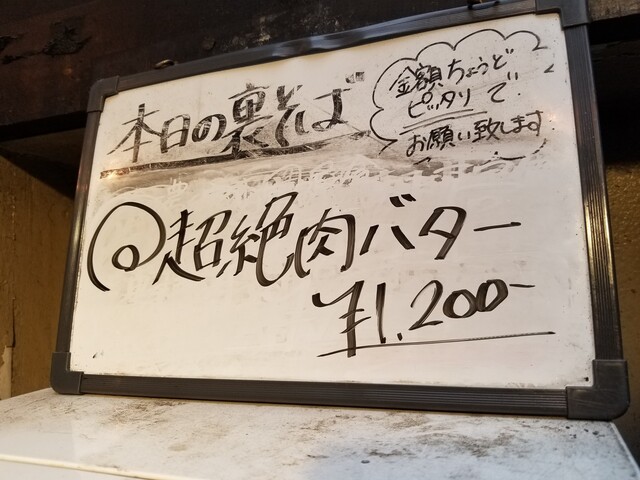 本日の裏そば
金額ちょうど
ピッタリで
お願い致します
◎超絶肉バター
¥1,200-